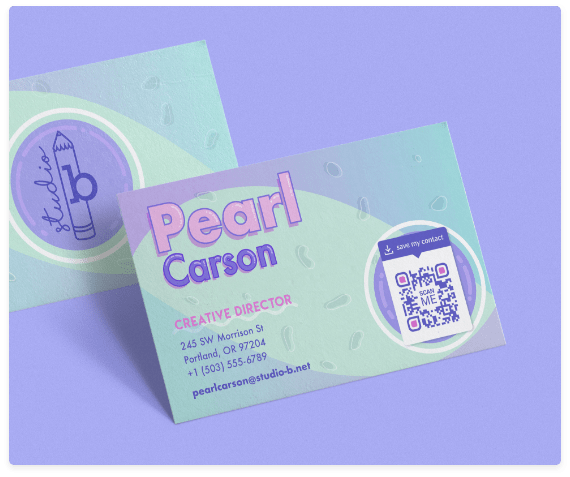 studio
b
Pearl
Carson
CREATIVE DIRECTOR
245 SW Morrison St
Portland, OR 97204
+1 (503) 555-6789
pearlcarson@studio-b.net
save my contact
SCAN
ME